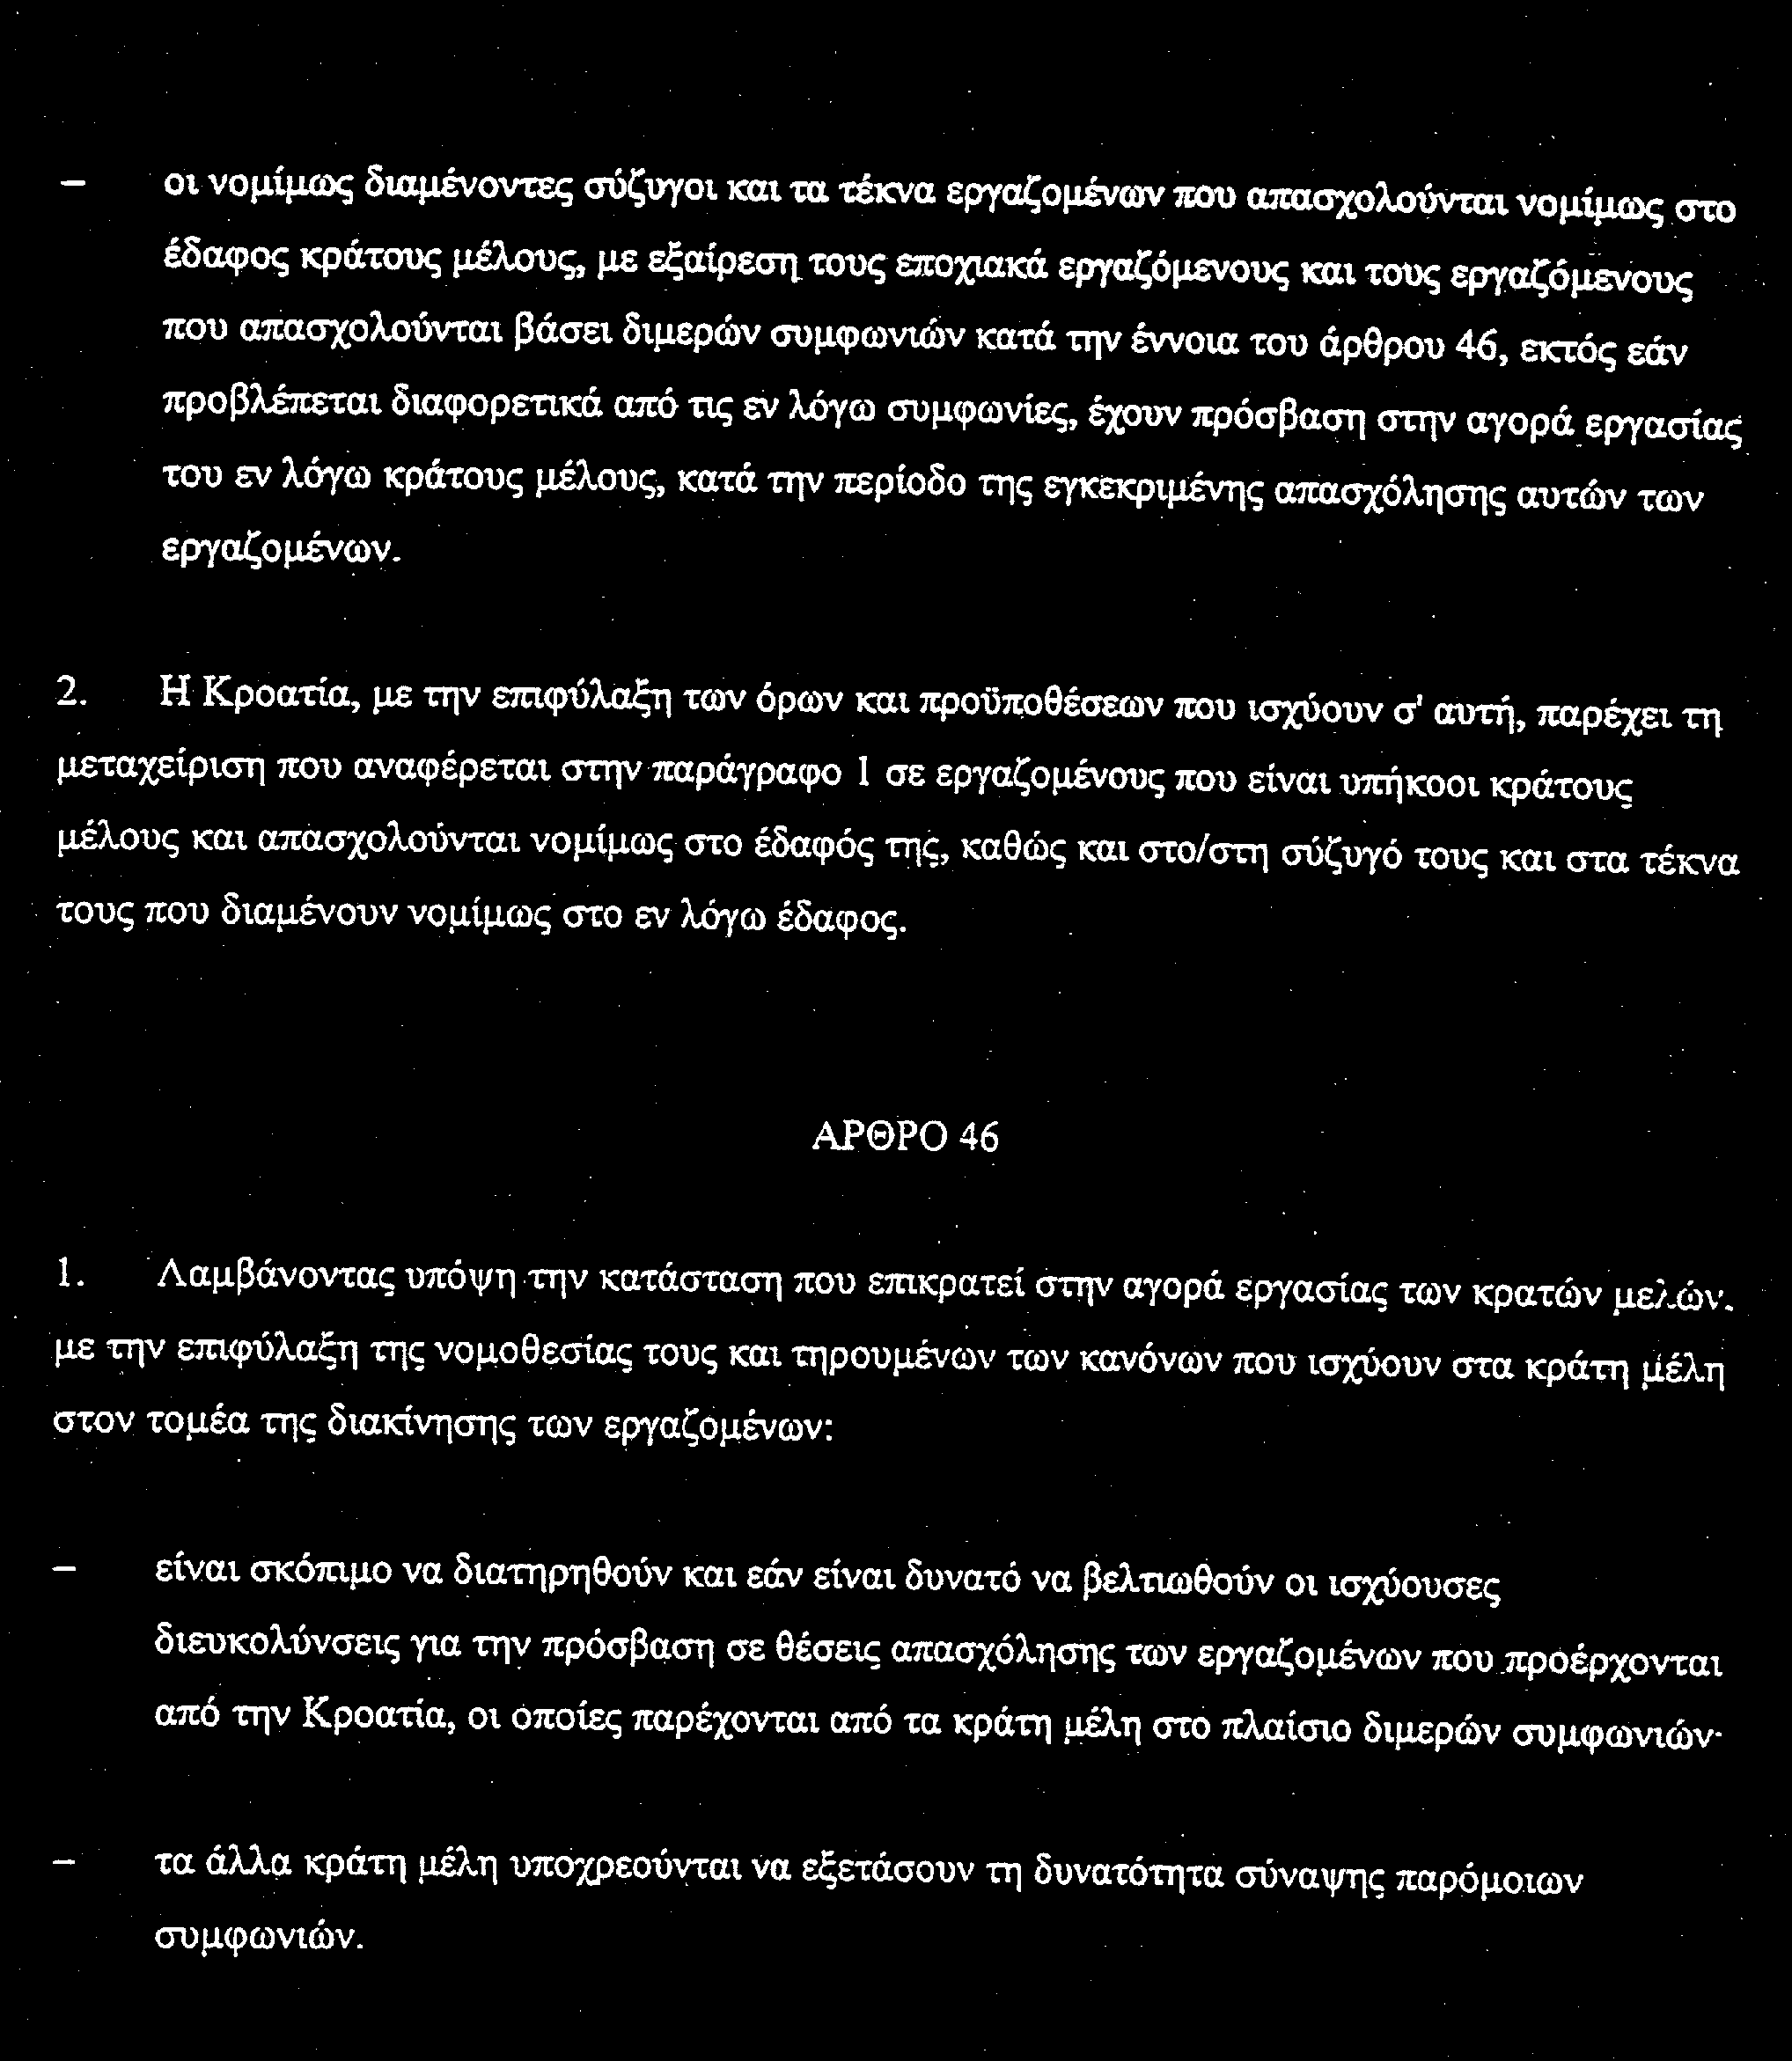 – οι νομίμως διαμένοντες σύζυγοι και τα τέκνα εργαζομένων που απασχολούνται νομίμως στο
έδαφος κράτους μέλους, με εξαίρεση τους εποχιακά εργαζόμενους και τους εργαζόμενους
που απασχολούνται βάσει διμερών συμφωνιών κατά την έννοια του άρθρου 46, εκτός εάν
προβλέπεται διαφορετικά από τις εν λόγω συμφωνίες, έχουν πρόσβαση στην αγορά εργασίας
του εν λόγω κράτους μέλους, κατά την περίοδο της εγκεκριμένης απασχόλησης αυτών των
εργαζομένων.
2. Η Κροατία, με την επιφύλαξη των όρων και προϋποθέσεων που ισχύουν σ' αυτή, παρέχει τη
μεταχείριση που αναφέρεται στην παράγραφο 1 σε εργαζομένους που είναι υπήκοοι κράτους
μέλους και απασχολούνται νομίμως στο έδαφός της, καθώς και στο/στη σύζυγό τους και στα τέκνα
τους που διαμένουν νομίμως στο εν λόγω έδαφος.
ΑΡΘΡΟ 46
1. Λαμβάνοντας υπόψη την κατάσταση που επικρατεί στην αγορά εργασίας των κρατών μελών,
με την επιφύλαξη της νομοθεσίας τους και τηρουμένων των κανόνων που ισχύουν στα κράτη μέλη
στον τομέα της διακίνησης των εργαζομένων:
– είναι σκόπιμο να διατηρηθούν και εάν είναι δυνατό να βελτιωθούν οι ισχύουσες
διευκολύνσεις για την πρόσβαση σε θέσεις απασχόλησης των εργαζομένων που προέρχονται
από την Κροατία, οι οποίες παρέχονται από τα κράτη μέλη στο πλαίσιο διμερών συμφωνιών·
– τα άλλα κράτη μέλη υποχρεούνται να εξετάσουν τη δυνατότητα σύναψης παρόμοιων
συμφωνιών.